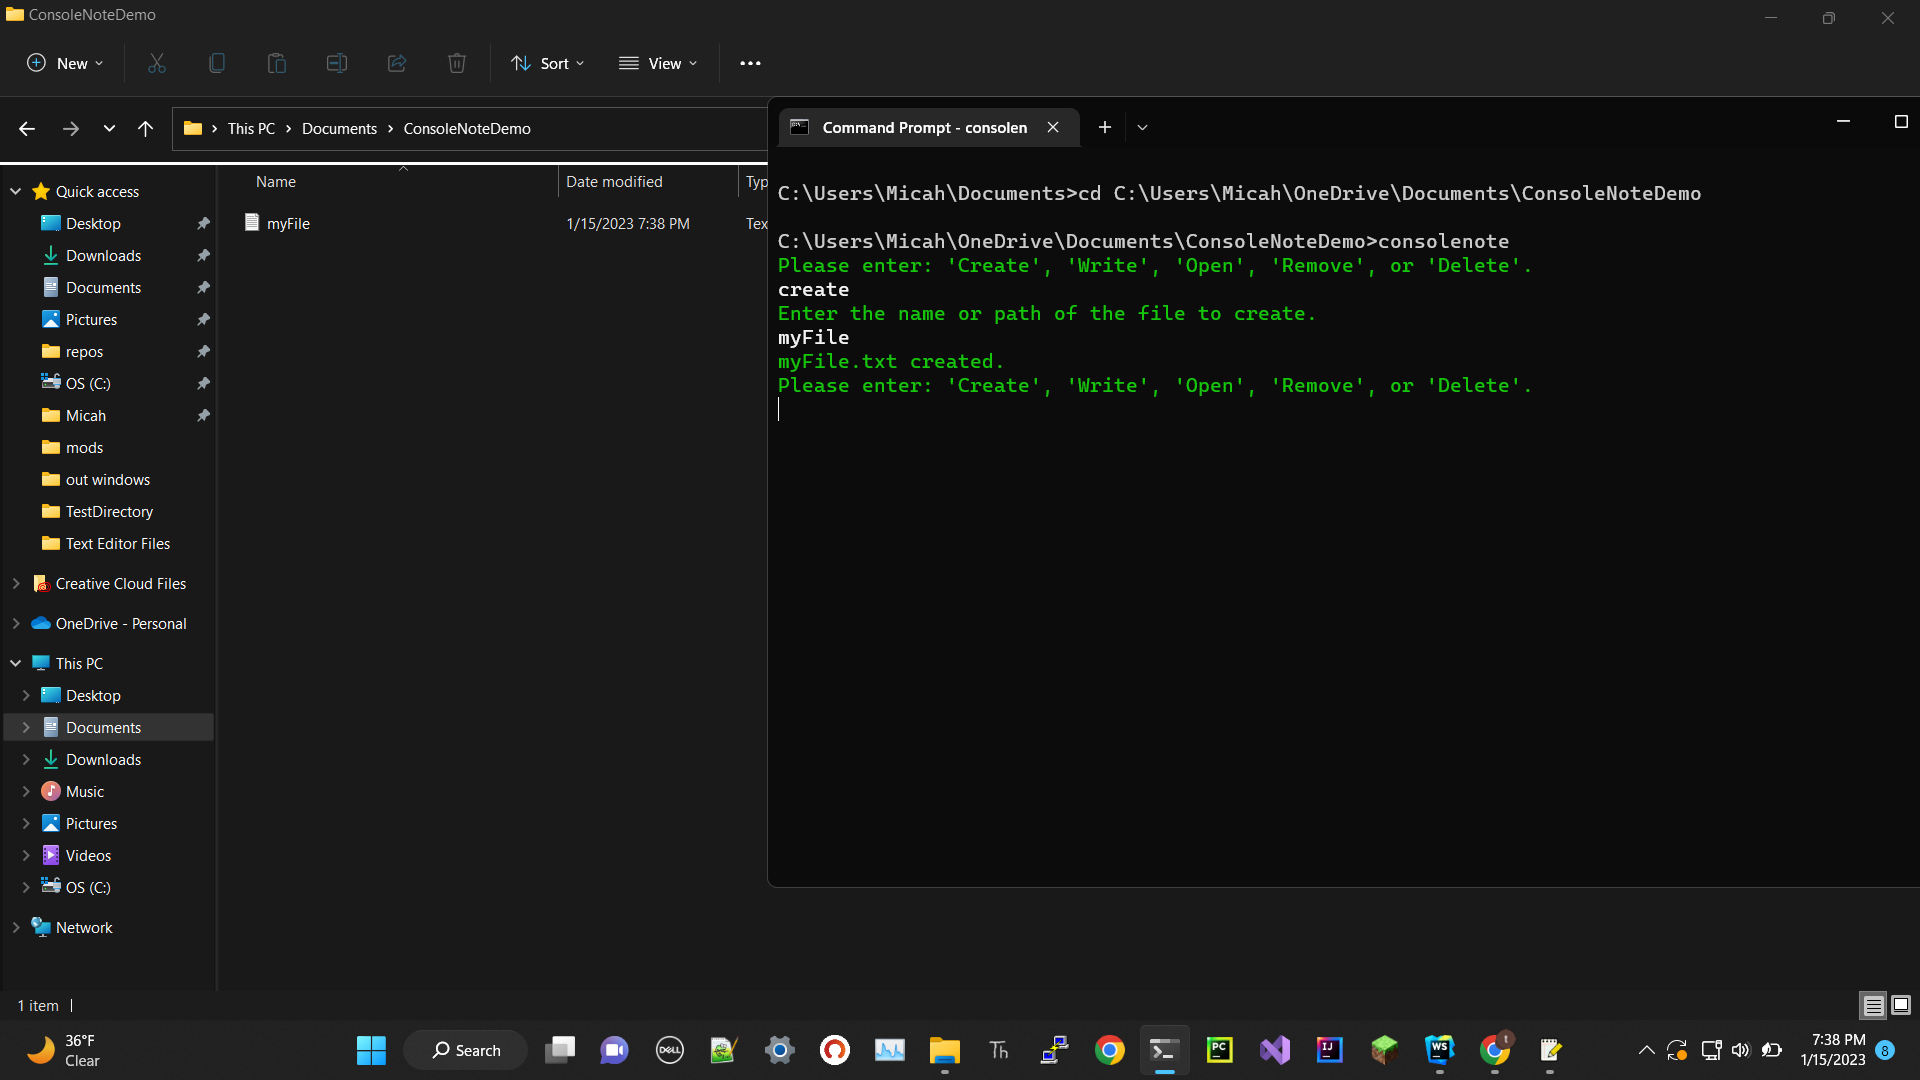 ConsoleNoteDemo
New
Sort
View
This PC > Documents > ConsoleNoteDemo
Name
Date modified
Typ
myFile
1/15/2023 7:38 PM
Tex
Quick access
Desktop
Downloads
Documents
Pictures
repos
OS (C:)
Micah
mods
out windows
TestDirectory
Text Editor Files
Creative Cloud Files
OneDrive - Personal
This PC
Desktop
Documents
Downloads
Music
Pictures
Videos
OS (C:)
Network
1 item
Command Prompt - consolen
C:\Users\Micah\Documents>cd C:\Users\Micah\OneDrive\Documents\ConsoleNoteDemo
C:\Users\Micah\OneDrive\Documents\ConsoleNoteDemo>consolenote
Please enter: 'Create', 'Write', 'Open', 'Remove', or 'Delete'.
create
Enter the name or path of the file to create.
myFile
myFile.txt created.
Please enter: 'Create', 'Write', 'Open', 'Remove', or 'Delete'.
36°F
Clear
Search
DELL
Th
PC
IJ
WS
t
7:38 PM
1/15/2023
8